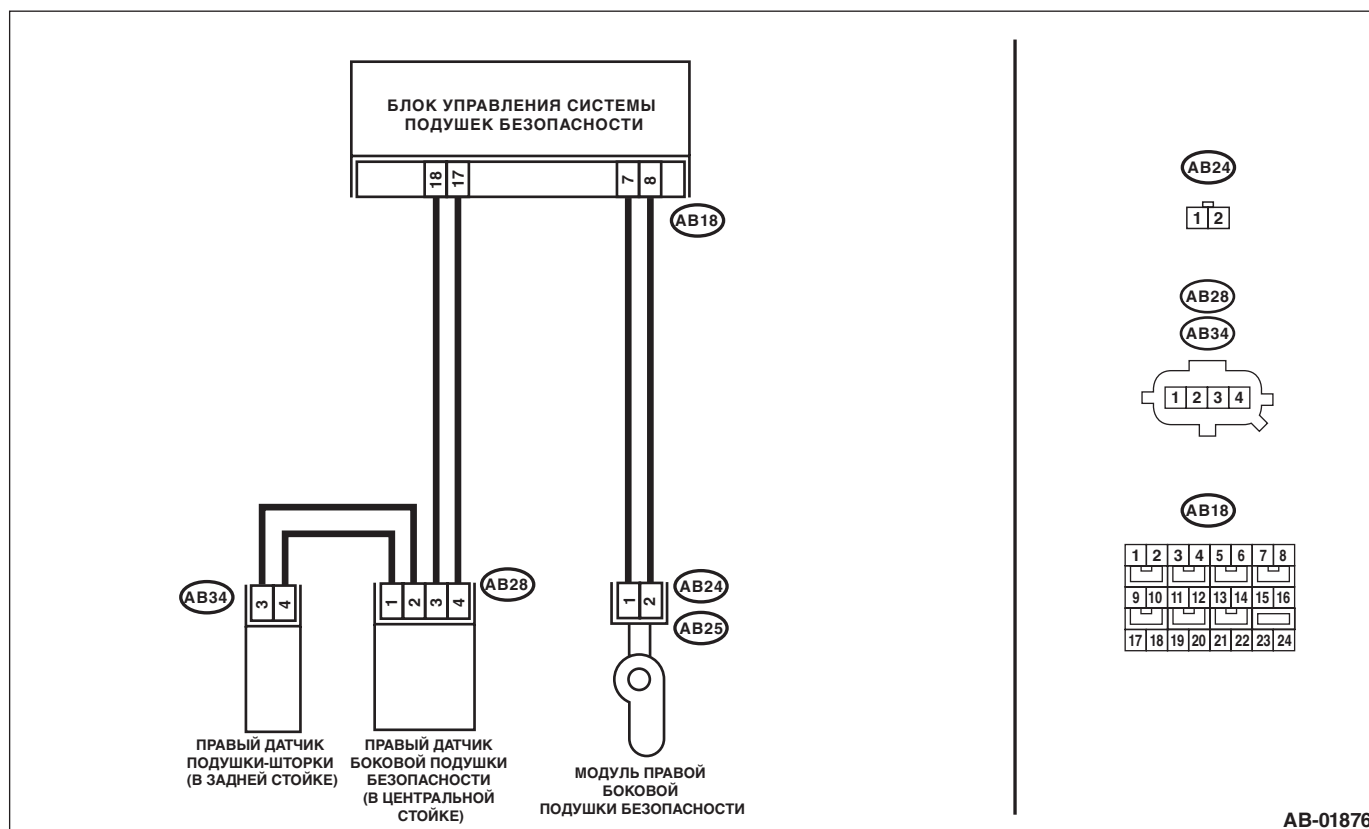 БЛОК УПРАВЛЕНИЯ СИСТЕМЫ
ПОДУШЕК БЕЗОПАСНОСТИ
18 17 7 8
AB18
AB34
3 4
1 2 3 4
AB28
1 2
AB24
AB25
ПРАВЫЙ ДАТЧИК
ПОДУШКИ-ШТОРКИ
(В ЗАДНЕЙ СТОЙКЕ)
ПРАВЫЙ ДАТЧИК
БОКОВОЙ ПОДУШКИ
БЕЗОПАСНОСТИ
(В ЦЕНТРАЛЬНОЙ
СТОЙКЕ)
МОДУЛЬ ПРАВОЙ
БОКОВОЙ
ПОДУШКИ БЕЗОПАСНОСТИ
AB24
1 2
AB28
AB34
1 2 3 4
AB18
1 2 3 4 5 6 7 8
9 10 11 12 13 14 15 16
17 18 19 20 21 22 23 24
AB-01876